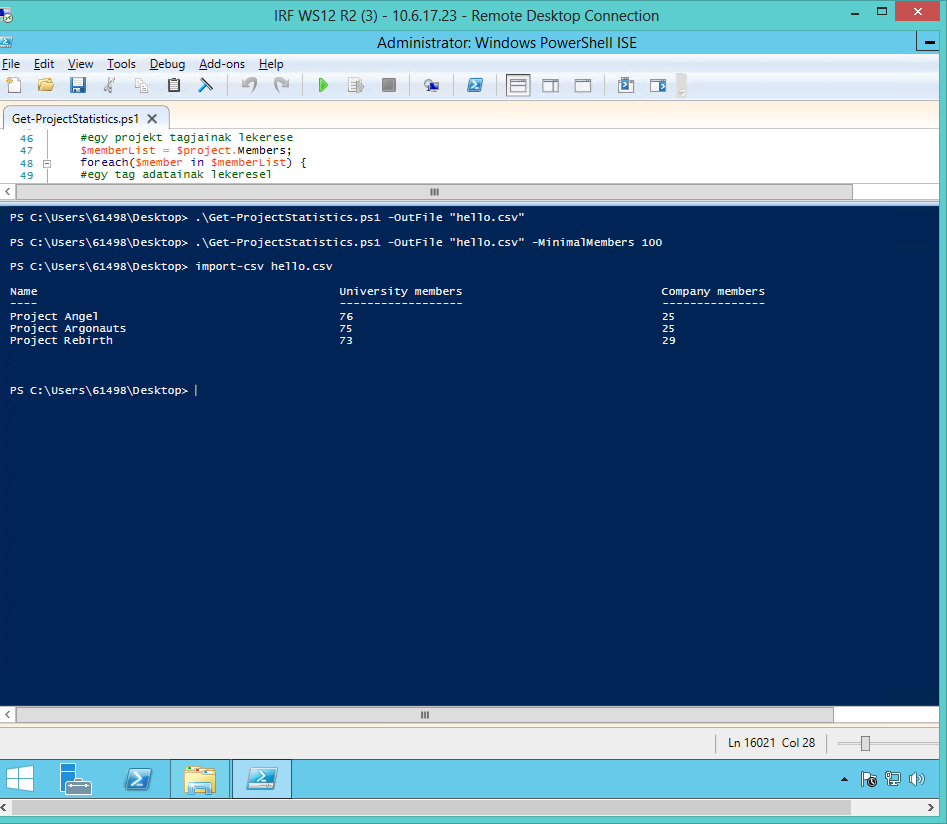 IRF WS12 R2 (3) - 10.6.17.23 - Remote Desktop Connection
Administrator: Windows PowerShell ISE
File Edit View Tools Debug Add-ons Help
Get-ProjectStatistics.ps1
46 #egy projekt tagjainak lekerese
47 $memberList = $project.Members;
48 foreach($member in $memberList) {
49 #egy tag adatainak lekeresel
PS C:\Users\61498\Desktop> .\Get-ProjectStatistics.ps1 -OutFile "hello.csv"
PS C:\Users\61498\Desktop> .\Get-ProjectStatistics.ps1 -OutFile "hello.csv" -MinimalMembers 100
PS C:\Users\61498\Desktop> import-csv hello.csv
Name University members Company members
---- ------------------ ---------------
Project Angel 76 25
Project Argonauts 75 25
Project Rebirth 73 29
PS C:\Users\61498\Desktop>
Ln 16021 Col 28